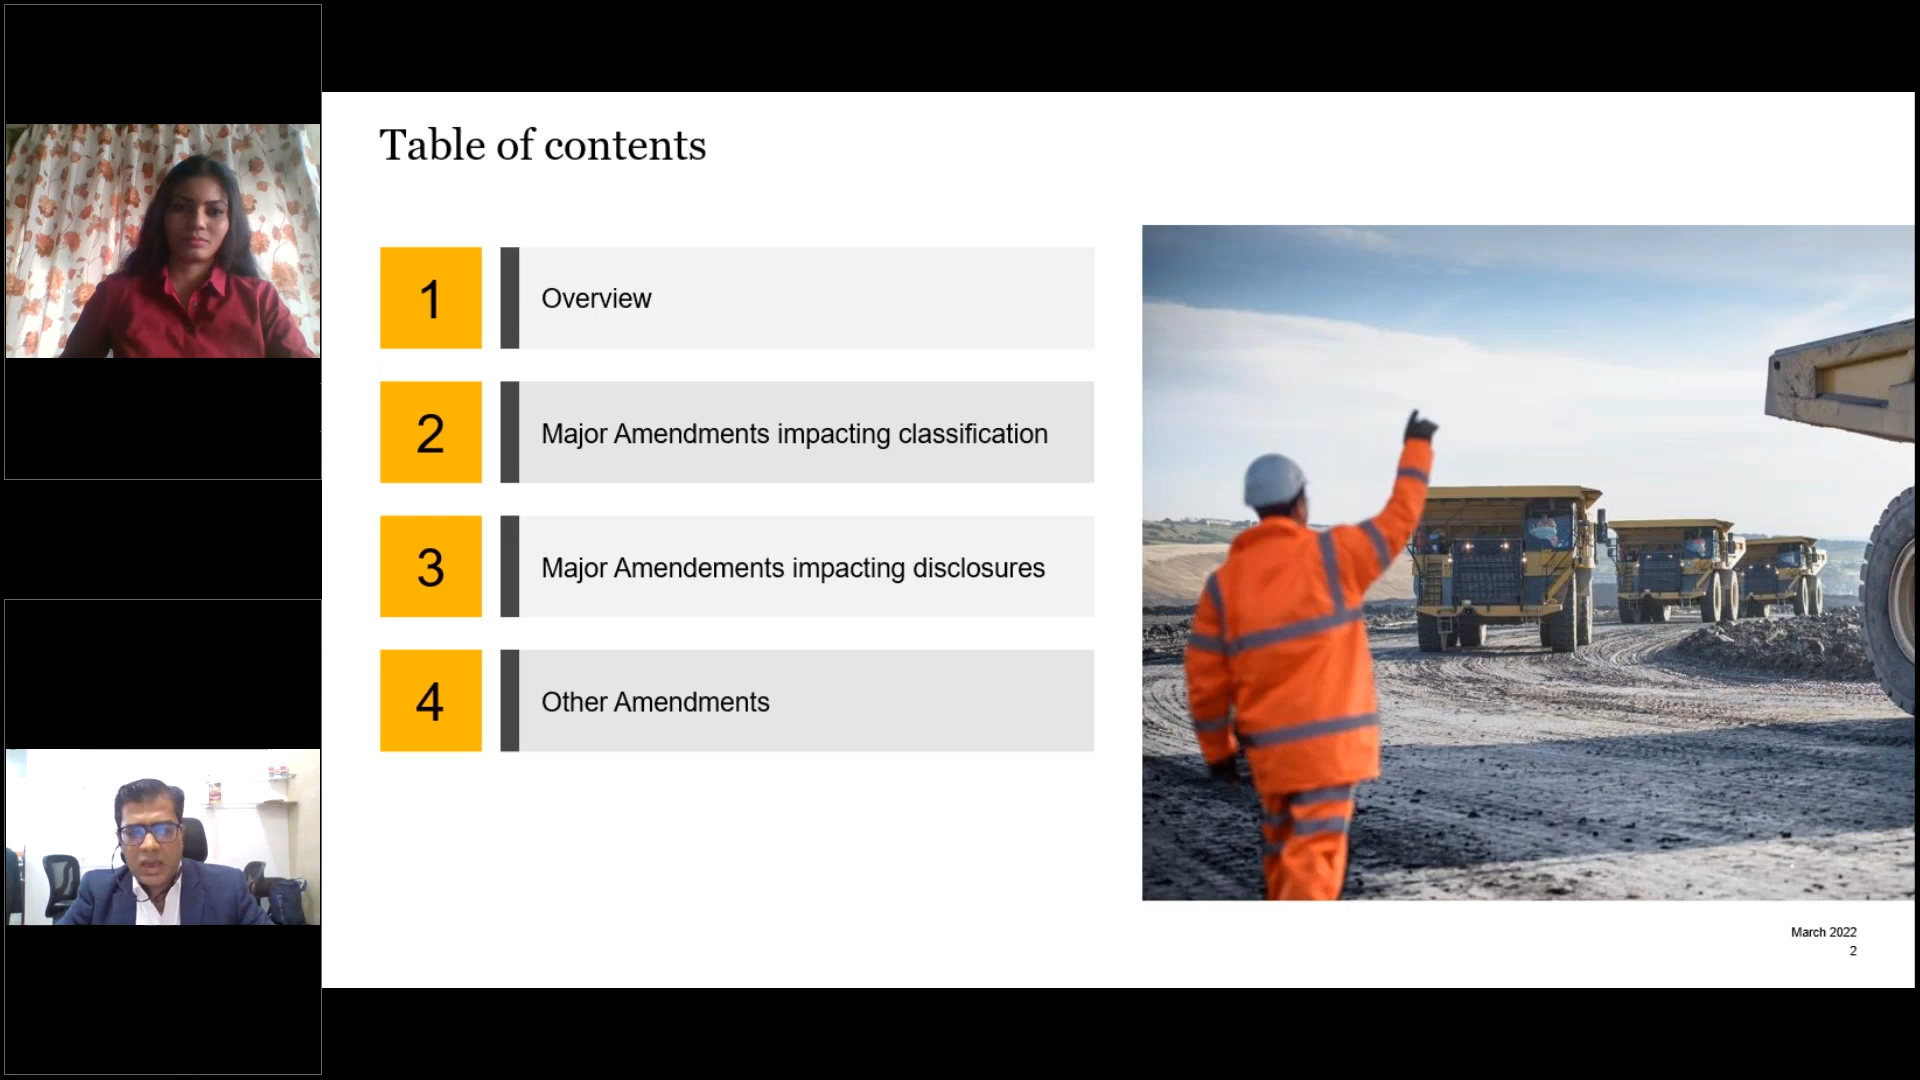 Table of contents
1
Overview
2
Major Amendments impacting classification
3
Major Amendements impacting disclosures
4
Other Amendments
March 2022
2